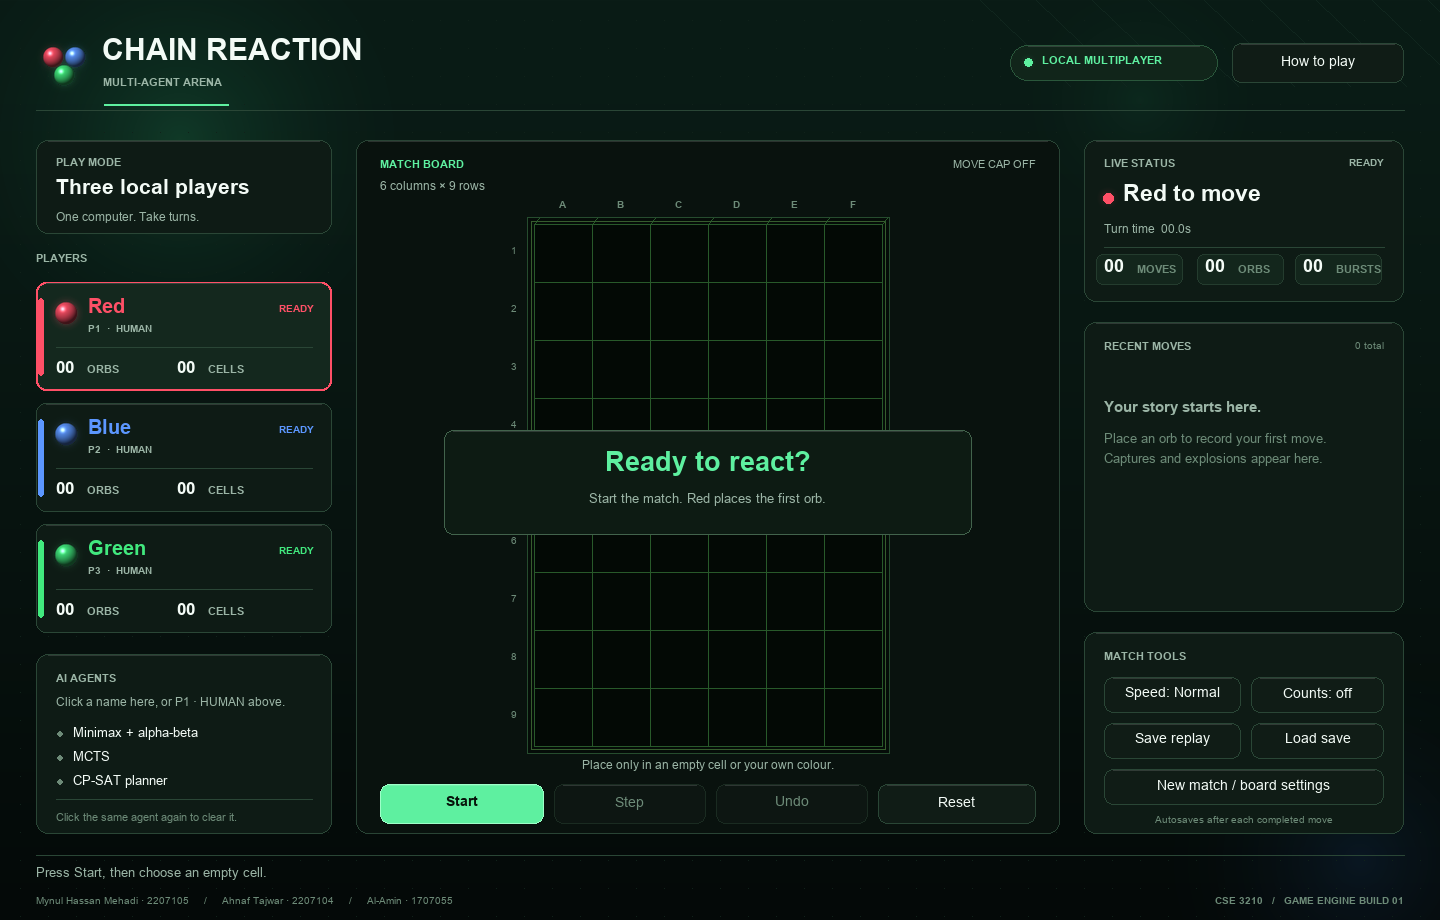 CHAIN REACTION
MULTI-AGENT ARENA
LOCAL MULTIPLAYER
How to play
PLAY MODE
Three local players
One computer. Take turns.
PLAYERS
Red
READY
P1 · HUMAN
00 ORBS 00 CELLS
Blue
READY
P2 · HUMAN
00 ORBS 00 CELLS
Green
READY
P3 · HUMAN
00 ORBS 00 CELLS
AI AGENTS
Click a name here, or P1 · HUMAN above.
Minimax + alpha-beta
MCTS
CP-SAT planner
Click the same agent again to clear it.
MATCH BOARD
MOVE CAP OFF
6 columns × 9 rows
A B C D E F
1
2
3
4
Ready to react?
Start the match. Red places the first orb.
6
7
8
9
Place only in an empty cell or your own colour.
Start
Step
Undo
Reset
LIVE STATUS
READY
Red to move
Turn time 00.0s
00 MOVES 00 ORBS 00 BURSTS
RECENT MOVES
0 total
Your story starts here.
Place an orb to record your first move.
Captures and explosions appear here.
MATCH TOOLS
Speed: Normal
Counts: off
Save replay
Load save
New match / board settings
Autosaves after each completed move
Press Start, then choose an empty cell.
Mynul Hassan Mehadi · 2207105 / Ahnaf Tajwar · 2207104 / Al-Amin · 1707055
CSE 3210 / GAME ENGINE BUILD 01